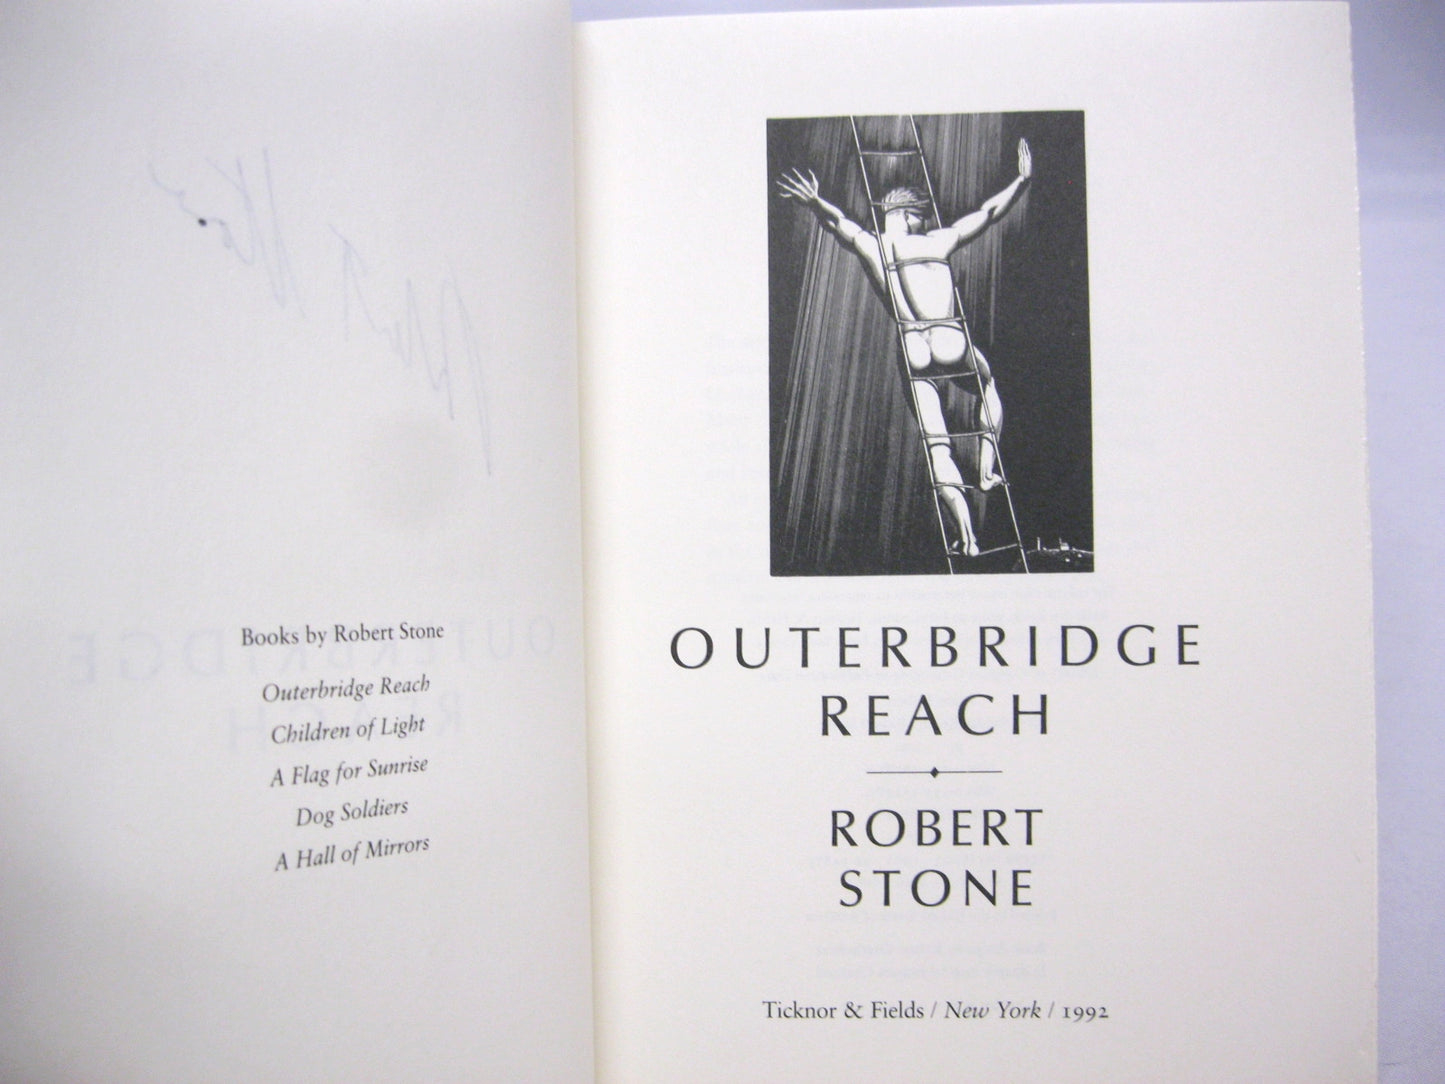 Books by Robert Stone
Outerbridge Reach
Children of Light
A Flag for Sunrise
Dog Soldiers
A Hall of Mirrors
OUTERBRIDGE
REACH
ROBERT
STONE
Ticknor & Fields / New York / 1992